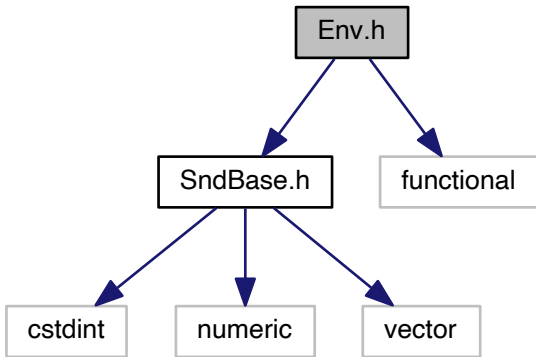 Env.h
SndBase.h
functional
cstdint
numeric
vector